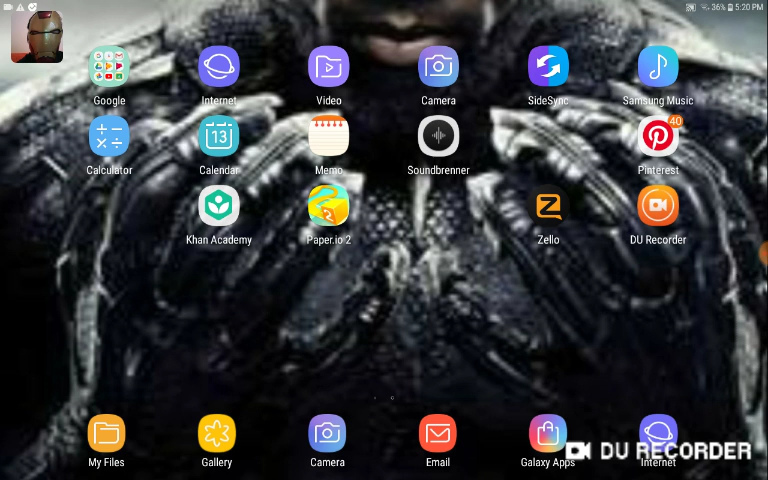 36% 5:20 PM
Google Internet Video Camera SideSync Samsung Music
13
40
Calculator Calendar Memo Soundbrenner Pinterest
2
Khan Academy Paper.io 2 Zello DU Recorder
My Files Gallery Camera Email Galaxy Apps Internet
DU RECORDER